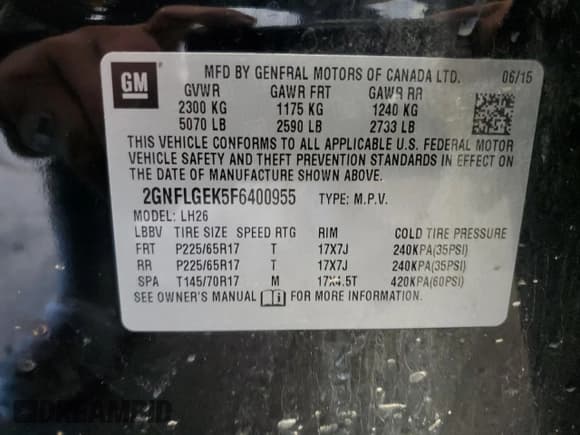 GM
MFD BY GENERAL MOTORS OF CANADA LTD. 06/15
GVWR GAWR FRT GAWR RR
2300 KG 1175 KG 1240 KG
5070 LB 2590 LB 2733 LB
THIS VEHICLE CONFORMS TO ALL APPLICABLE U.S. FEDERAL MOTOR
VEHICLE SAFETY AND THEFT PREVENTION STANDARDS IN EFFECT ON
THE DATE OF MANUFACTURE SHOWN ABOVE.
2GNFLGEK5F6400955 TYPE: M.P.V.
MODEL: LH26
LBBV TIRE SIZE SPEED RTG RIM COLD TIRE PRESSURE
FRT P225/65R17 T 17X7J 240KPA(35PSI)
RR P225/65R17 T 17X7J 240KPA(35PSI)
SPA T145/70R17 M 17X4.5T 420KPA(60PSI)
SEE OWNER'S MANUAL i FOR MORE INFORMATION.
DREAMBID